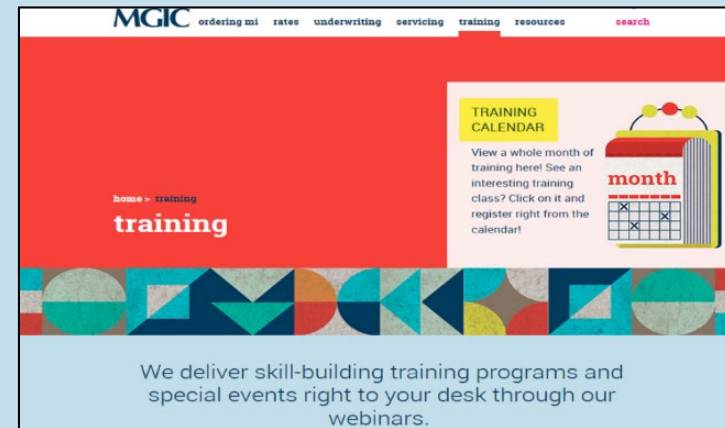 MGIC ordering mi rates underwriting servicing training resources search
TRAINING
CALENDAR
View a whole month of
training here! See an
interesting training
class? Click on it and
register right from the
calendar!
month
home > training
training
We deliver skill-building training programs and
special events right to your desk through our
webinars.